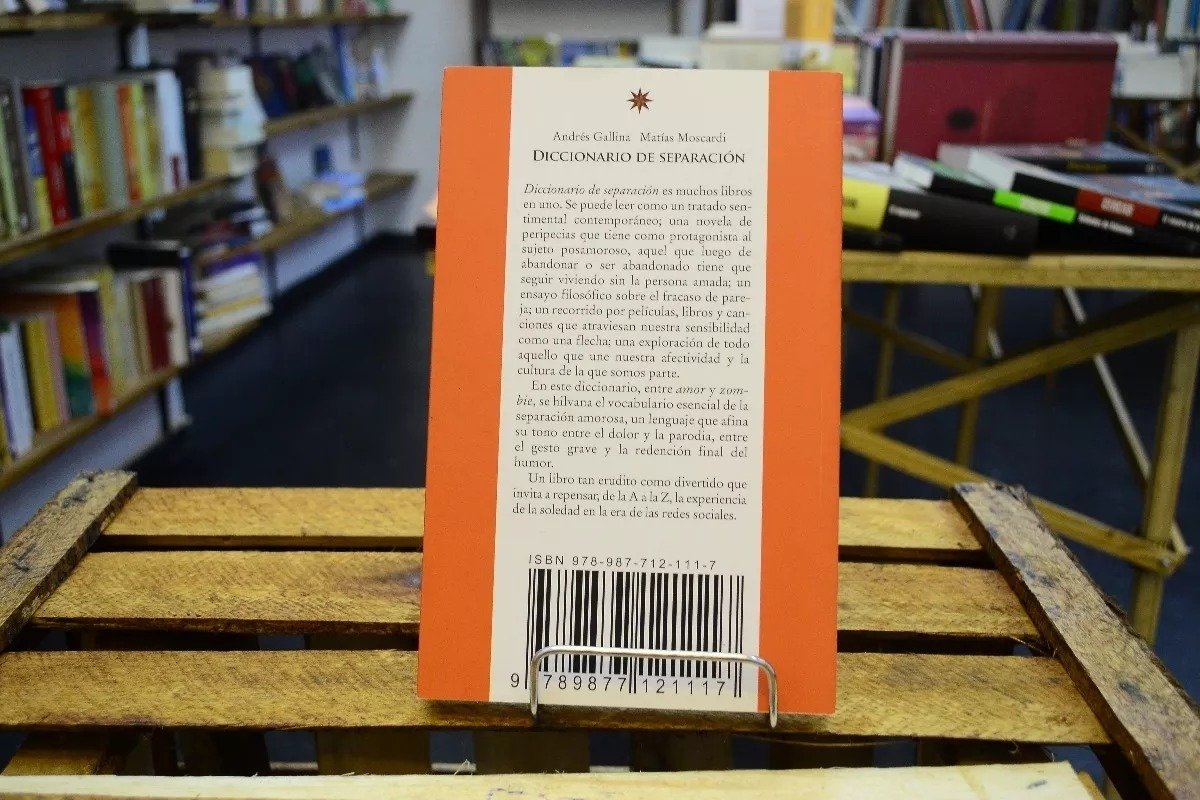 Andrés Gallina Matías Moscardi
DICCIONARIO DE SEPARACIÓN
Diccionario de separación es muchos libros
en uno. Se puede leer como un tratado sen-
timental contemporáneo; una novela de
peripecias que tiene como protagonista al
sujeto posamoroso, aquel que luego de
abandonar o ser abandonado tiene que
seguir viviendo sin la persona amada; un
ensayo filosófico sobre el fracaso de pare-
ja; un recorrido por películas, libros y can-
ciones que atraviesan nuestra sensibilidad
como una flecha; una exploración de todo
aquello que une nuestra afectividad y la
cultura de la que somos parte.
En este diccionario, entre amor y zom-
bie, se hilvana el vocabulario esencial de la
separación amorosa, un lenguaje que afina
su tono entre el dolor y la parodia, entre
el gesto grave y la redención final del
humor.
Un libro tan erudito como divertido que
invita a repensar, de la A a la Z, la experiencia
de la soledad en la era de las redes sociales.
ISBN 978-987-712-111-7
9 789877 121117